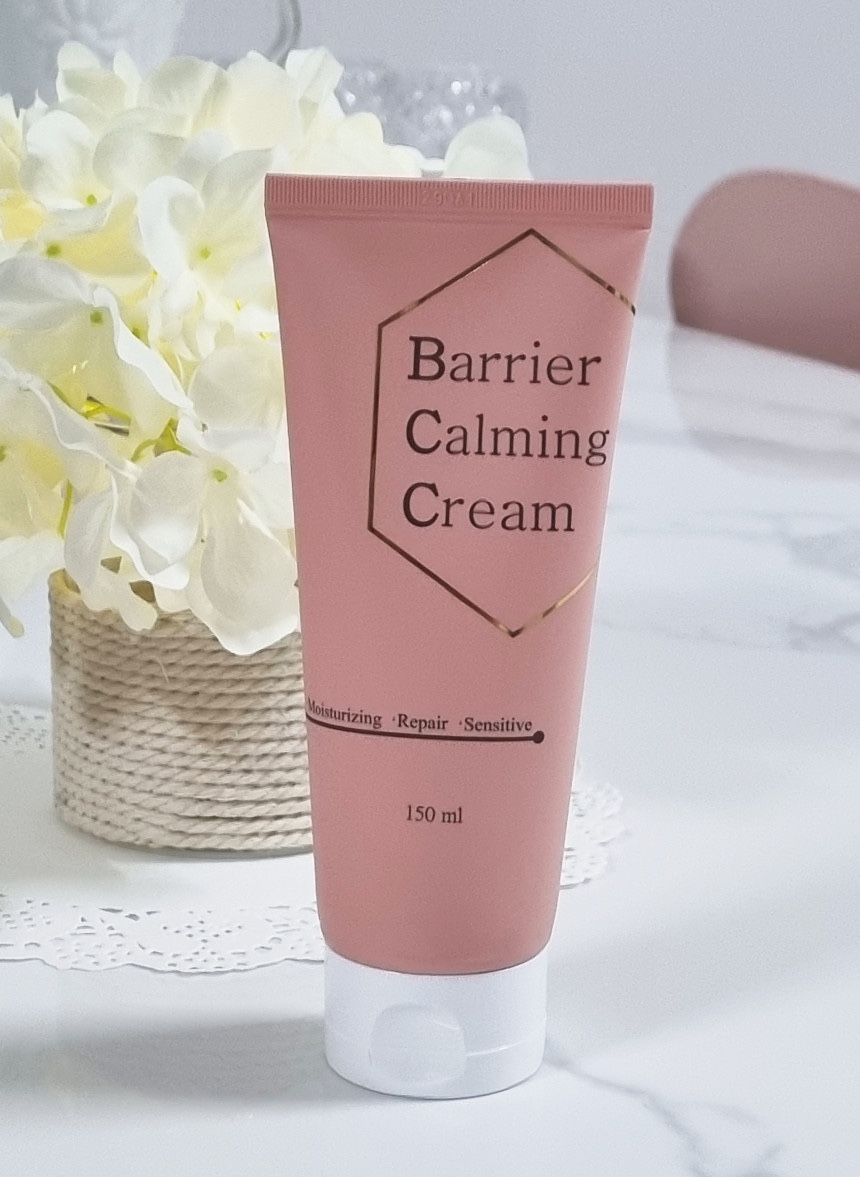 Barrier
Calming
Cream
Moisturizing ·Repair ·Sensitive
150 ml